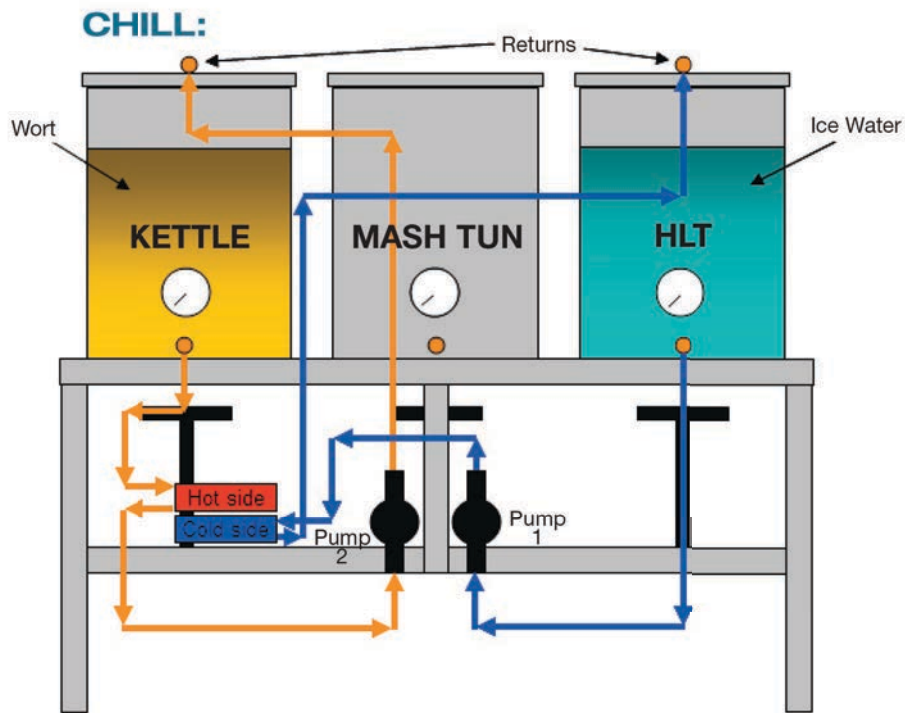 CHILL:
Returns
Wort
Ice Water
KETTLE
MASH TUN
HLT
Hot side
Cold side
Pump
2
Pump
1